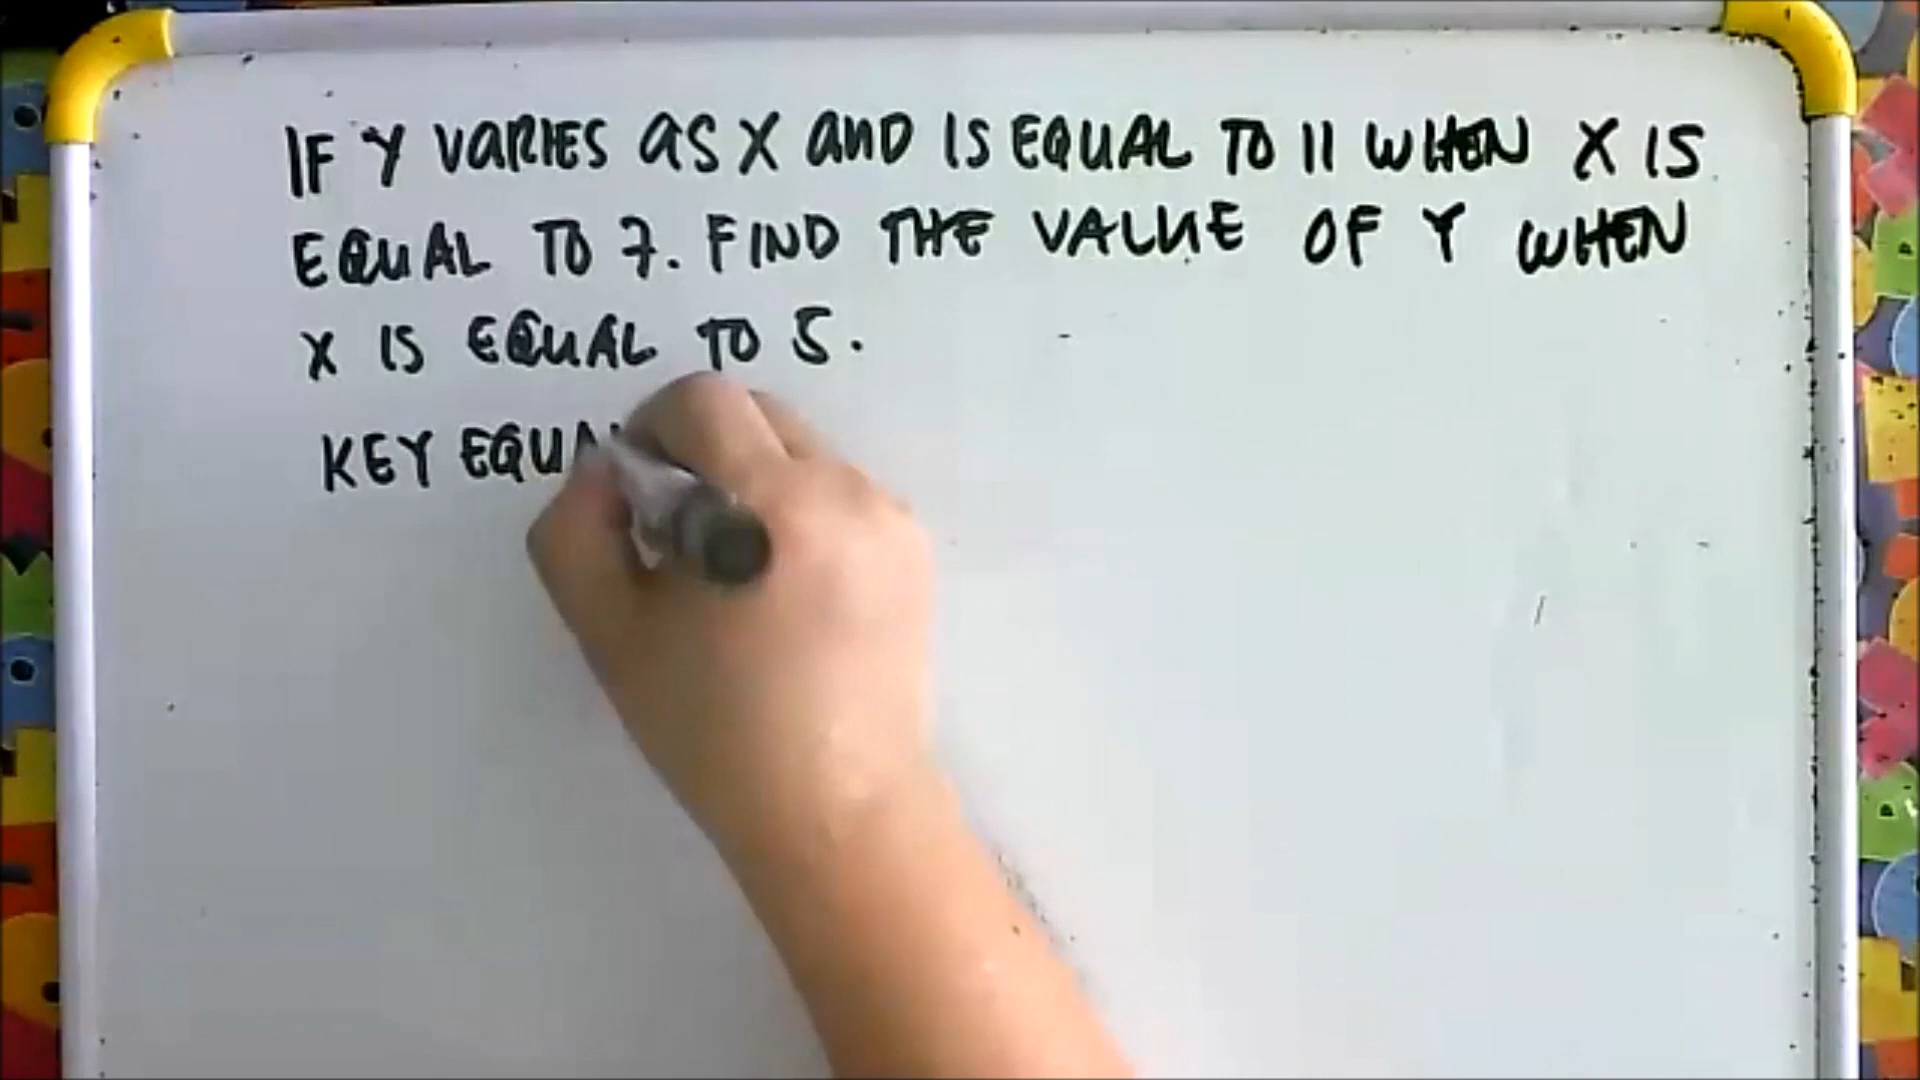 IF Y VARIES AS X AND IS EQUAL TO 11 WHEN X IS
EQUAL TO 7. FIND THE VALUE OF Y WHEN
X IS EQUAL TO 5.
KEY EQUA